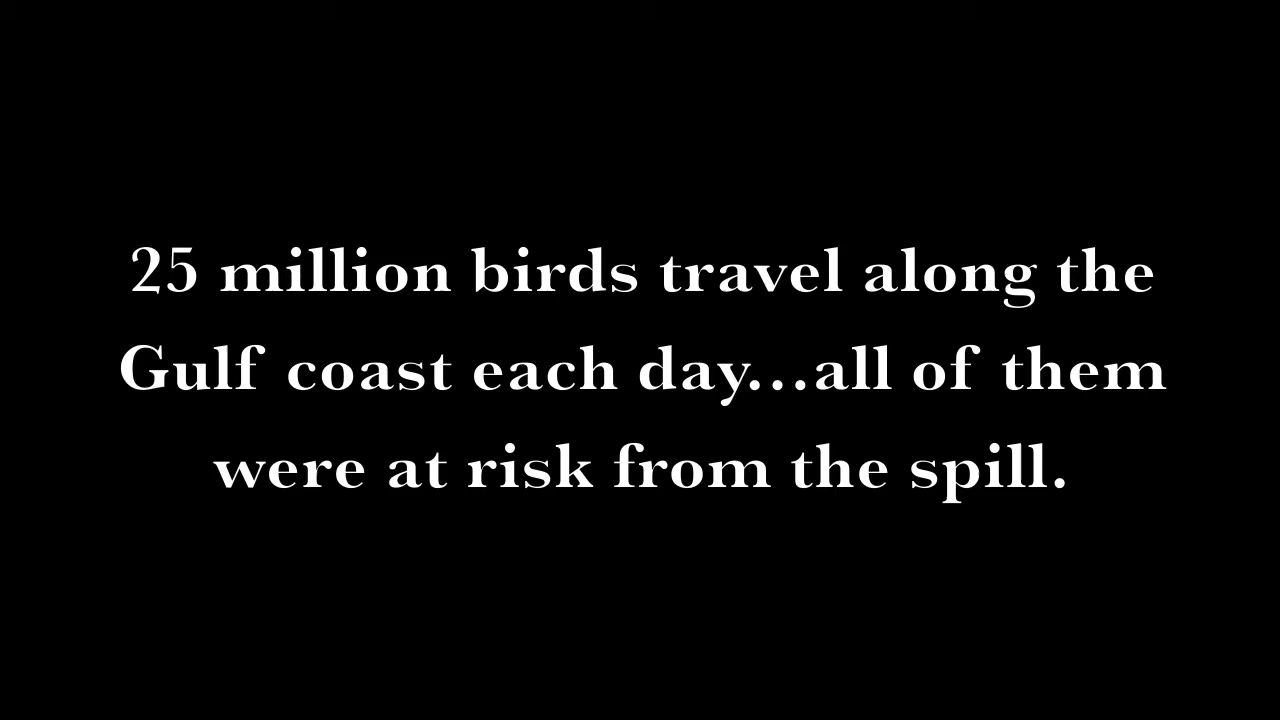 25 million birds travel along the
Gulf coast each day...all of them
were at risk from the spill.